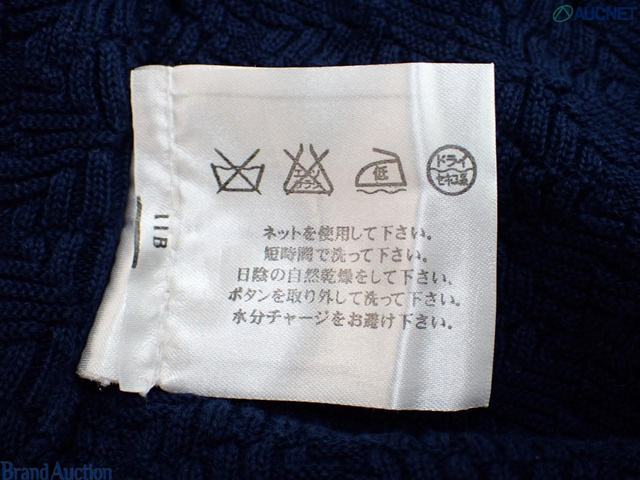 AUCNET
エンソ
サラシ
低
ドライ
セキユ系
ネットを使用して下さい。
短時間で洗って下さい。
日陰の自然乾燥をして下さい。
ボタンを取り外して洗って下さい。
水分チャージをお避け下さい。
11B
Brand Auction